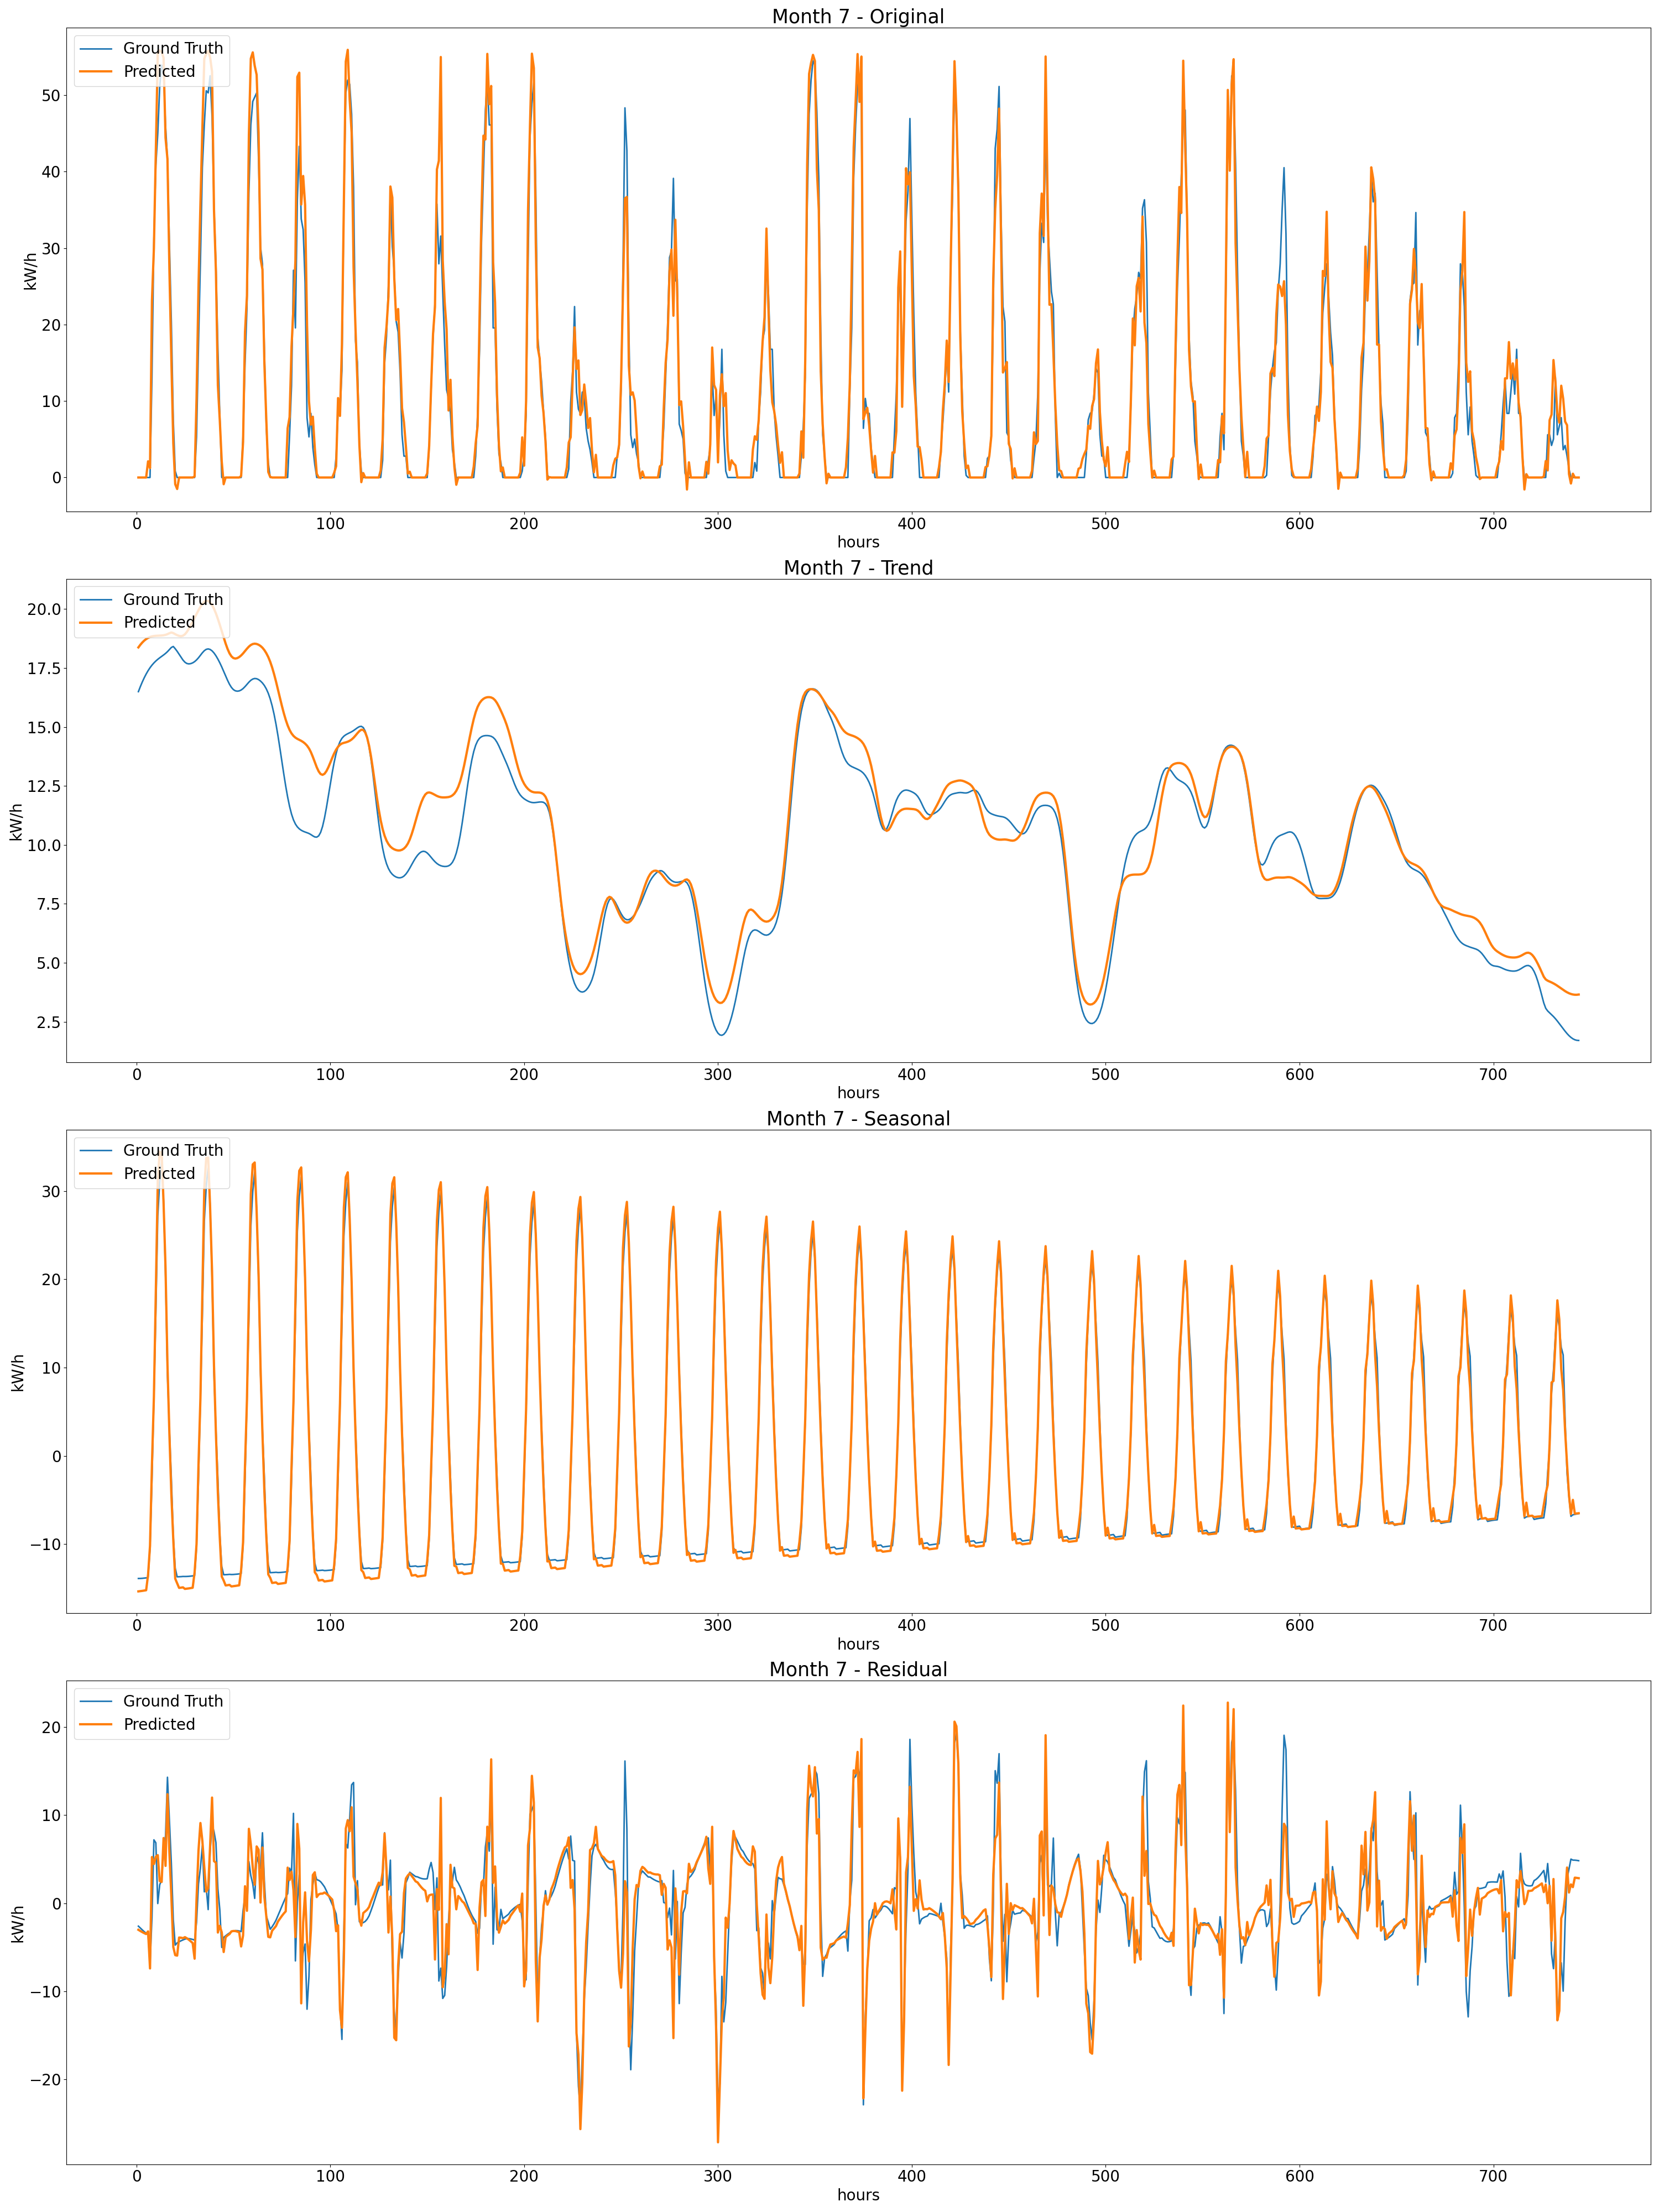 Month 7 - Original
Ground Truth
Predicted
50
40
30
20
10
0
kW/h
0 100 200 300 400 500 600 700
hours
Month 7 - Trend
Ground Truth
Predicted
20.0
17.5
15.0
12.5
10.0
7.5
5.0
2.5
kW/h
0 100 200 300 400 500 600 700
hours
Month 7 - Seasonal
Ground Truth
Predicted
30
20
10
0
−10
kW/h
0 100 200 300 400 500 600 700
hours
Month 7 - Residual
Ground Truth
Predicted
20
10
0
−10
−20
kW/h
0 100 200 300 400 500 600 700
hours